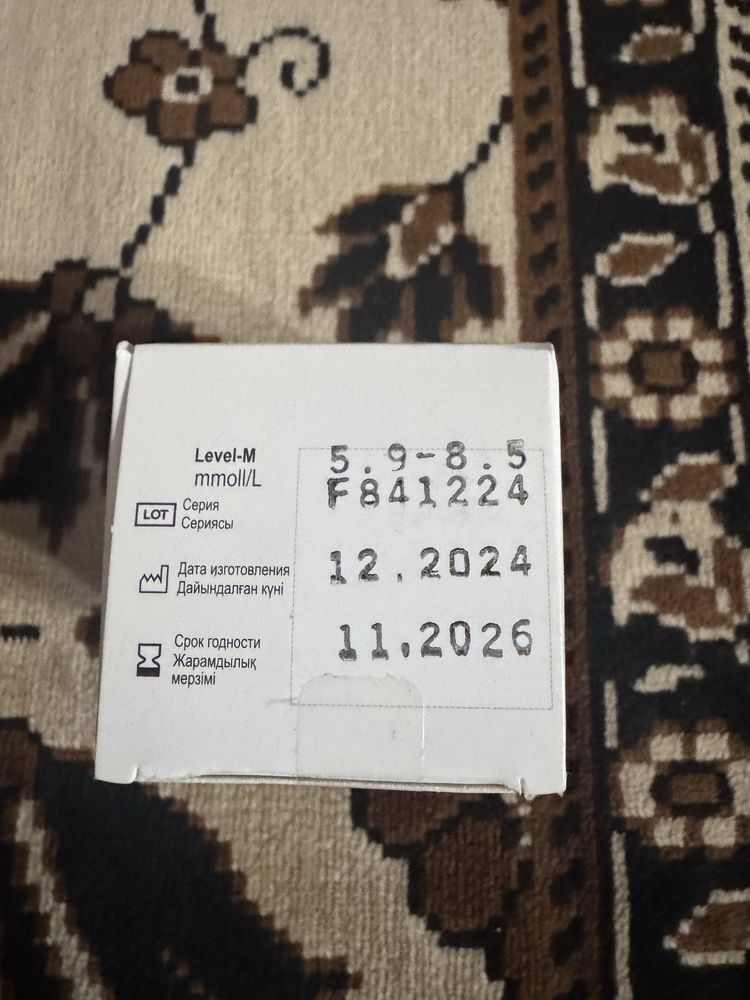 Level-M 5.9-8.5
mmoll/L
LOT Серия F841224
Сериясы
Дата изготовления 12.2024
Дайындалған күні
Срок годности 11.2026
Жарамдылық
мерзімі